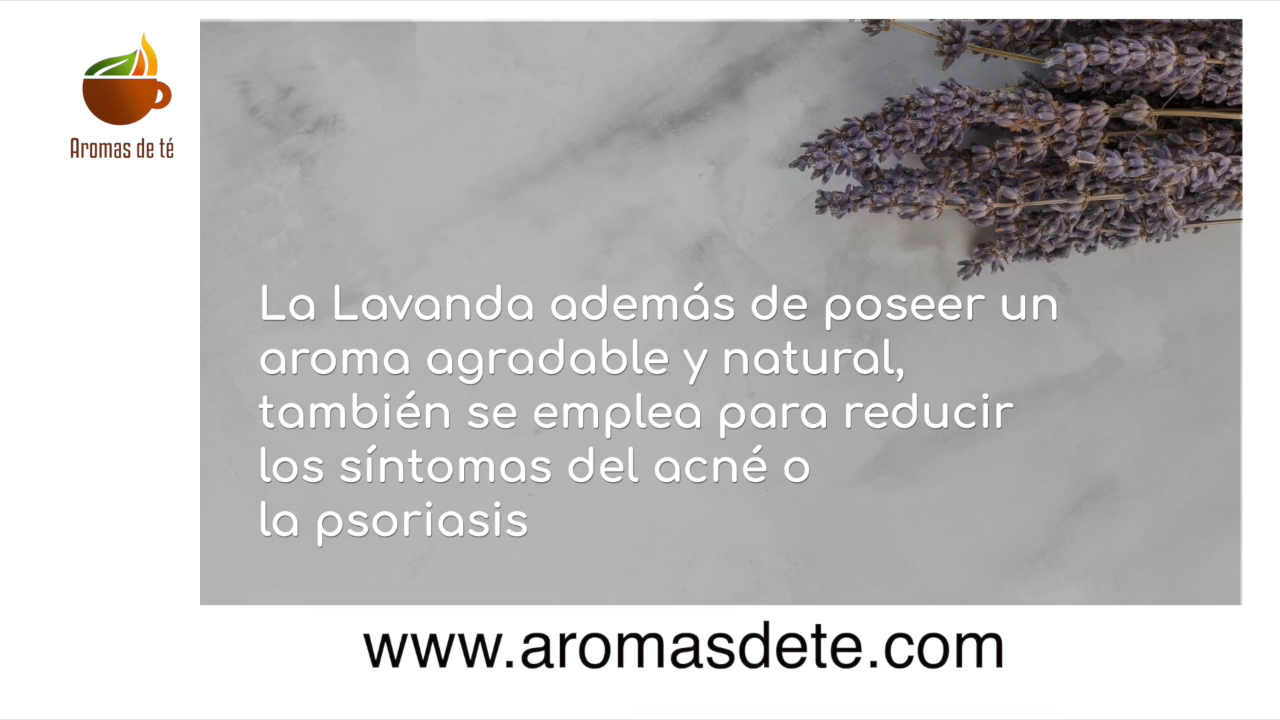 Aromas de té
La Lavanda además de poseer un
aroma agradable y natural,
también se emplea para reducir
los síntomas del acné o
la psoriasis
www.aromasdete.com